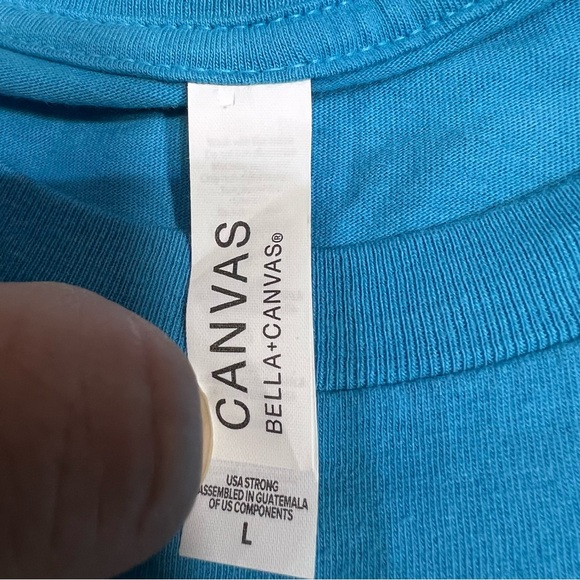 CANVAS
BELLA+CANVAS®
USA STRONG
ASSEMBLED IN GUATEMALA
OF US COMPONENTS
L